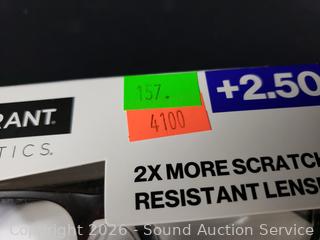 157.
+2.50
RANT.
4100
TICS.
2X MORE SCRATCH
RESISTANT LENSE
Copyright 2026 - Sound Auction Service